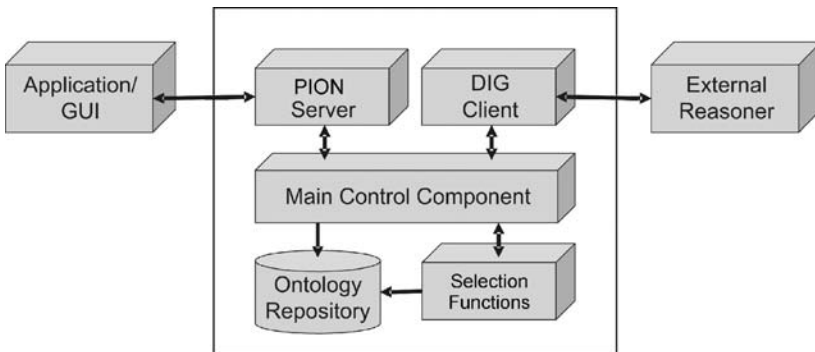 Application/
GUI
PION
Server
DIG
Client
External
Reasoner
Main Control Component
Ontology
Repository
Selection
Functions